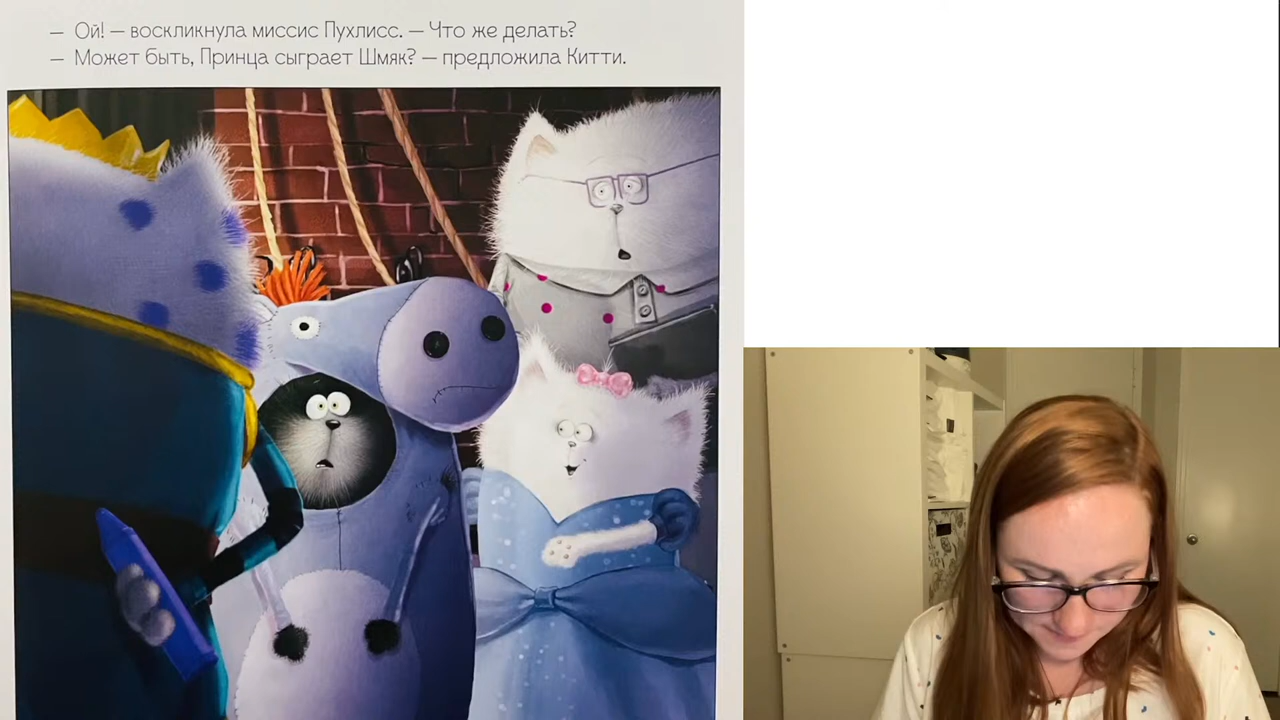 — Ой! — воскликнула миссис Пухлисс. — Что же делать?
— Может быть, Принца сыграет Шмяк? — предложила Китти.